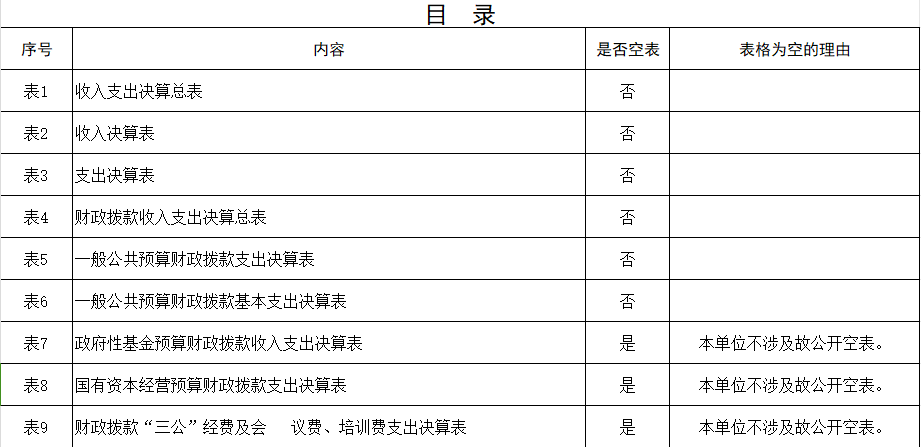 目 录
序号 内容 是否空表 表格为空的理由
表1 收入支出决算总表 否
表2 收入决算表 否
表3 支出决算表 否
表4 财政拨款收入支出决算总表 否
表5 一般公共预算财政拨款支出决算表 否
表6 一般公共预算财政拨款基本支出决算表 否
表7 政府性基金预算财政拨款收入支出决算表 是 本单位不涉及故公开空表。
表8 国有资本经营预算财政拨款支出决算表 是 本单位不涉及故公开空表。
表9 财政拨款“三公”经费及会 议费、培训费支出决算表 是 本单位不涉及故公开空表。